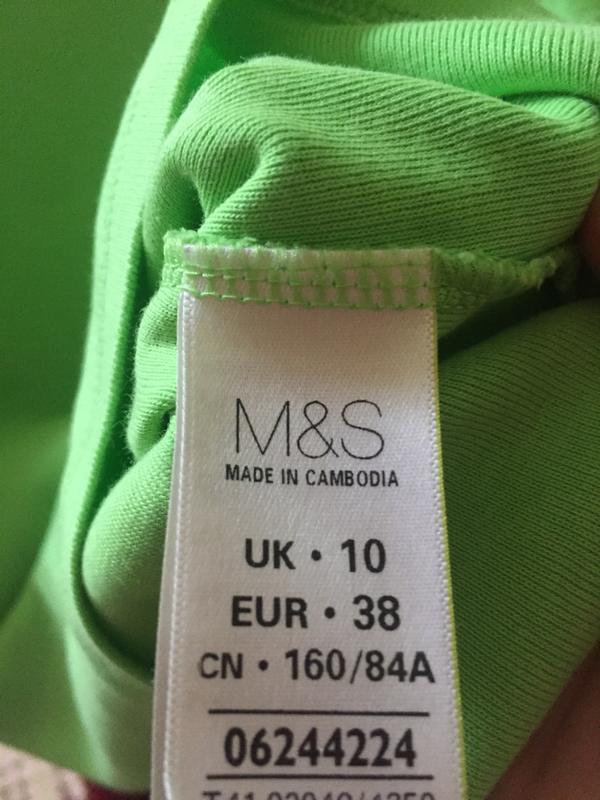 M&S
MADE IN CAMBODIA
UK • 10
EUR • 38
CN • 160/84A
06244224